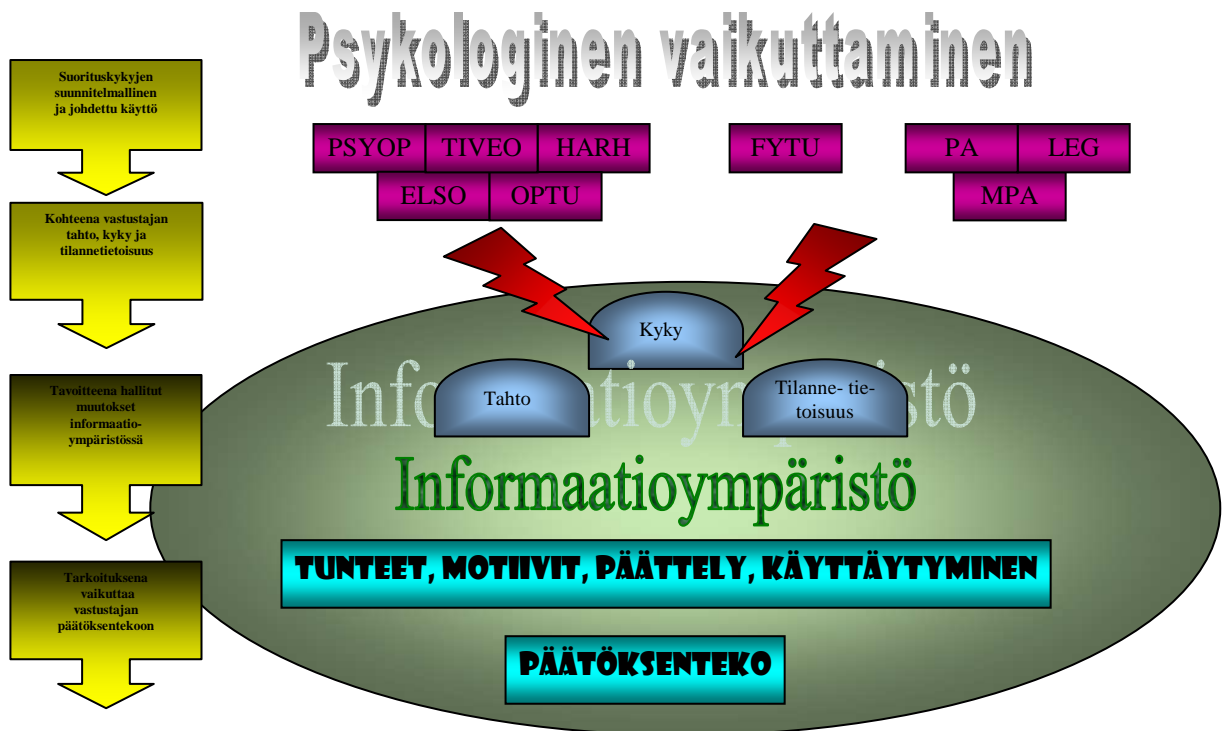 Psykologinen vaikuttaminen
Suorituskykyjen
suunnitelmallinen
ja johdettu käyttö
PSYOP TIVEO HARH FYTU PA LEG
ELSO OPTU MPA
Kohteena vastustajan
tahto, kyky ja
tilannetietoisuus
Kyky
Tahto
Tilanne- tie-
toisuus
Informaatioympäristö
Tavoitteena hallitut
muutokset
informaatio-
ympäristössä
Informaatioympäristö
TUNTEET, MOTIIVIT, PÄÄTTELY, KÄYTTÄYTYMINEN
Tarkoituksena
vaikuttaa
vastustajan
päätöksentekoon
PÄÄTÖKSENTEKO